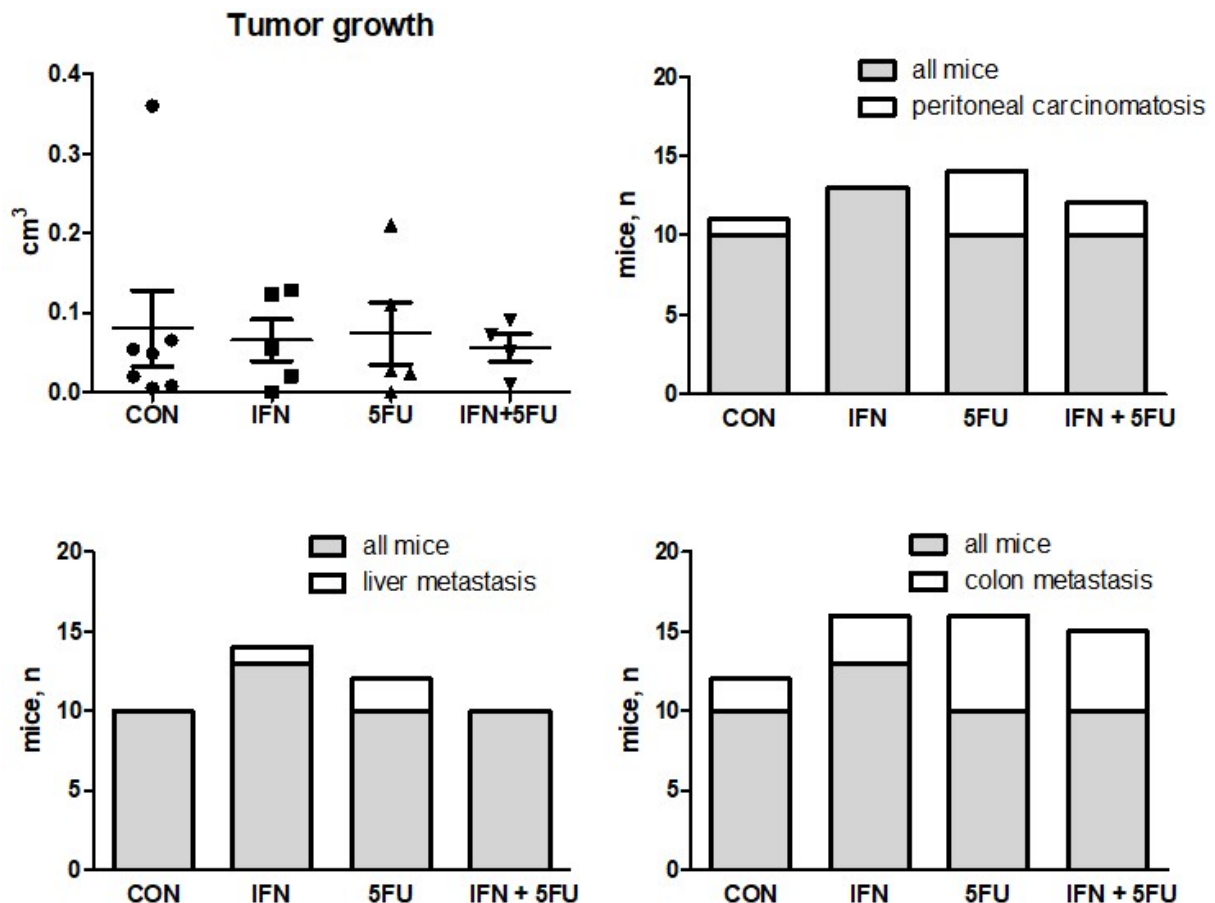 Tumor growth
0.4
0.3
0.2
0.1
0.0
cm3
CON IFN 5FU IFN+5FU
all mice
peritoneal carcinomatosis
20
15
10
5
0
mice, n
CON IFN 5FU IFN + 5FU
all mice
liver metastasis
20
15
10
5
0
mice, n
CON IFN 5FU IFN + 5FU
all mice
colon metastasis
20
15
10
5
0
mice, n
CON IFN 5FU IFN + 5FU